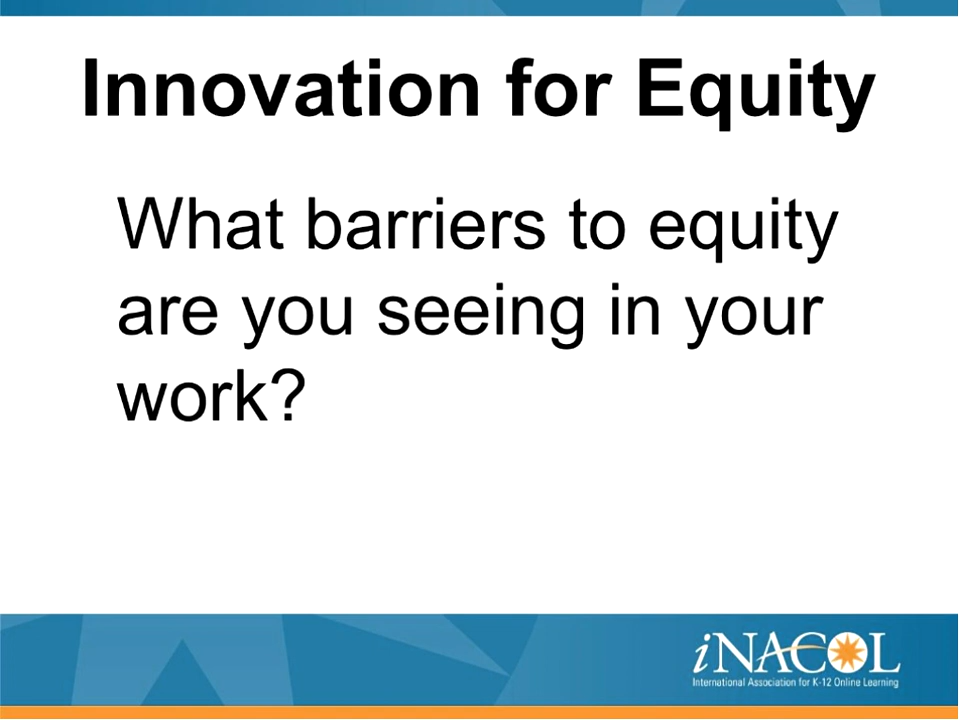 Innovation for Equity
What barriers to equity
are you seeing in your
work?
iNACOL
International Association for K-12 Online Learning